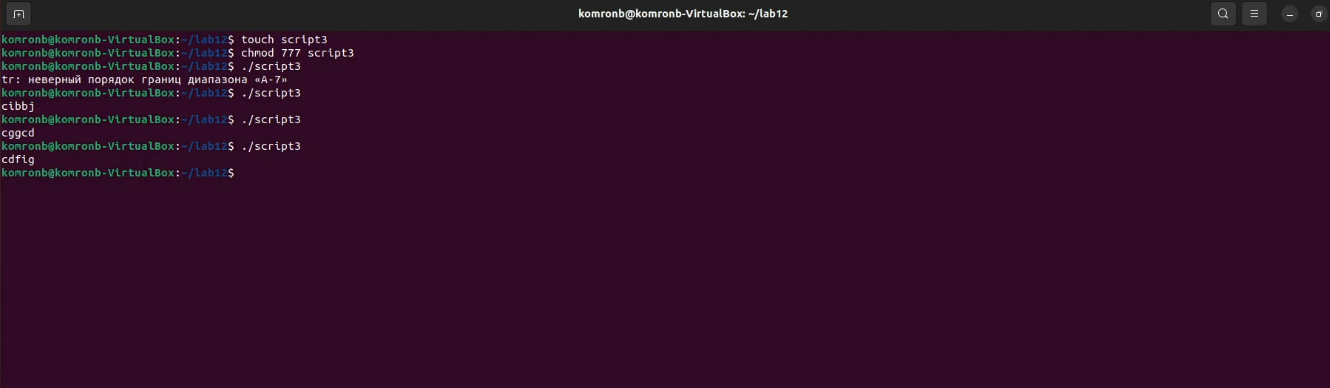 komronb@komronb-VirtualBox: ~/lab12
komronb@komronb-VirtualBox:~/lab12$ touch script3
komronb@komronb-VirtualBox:~/lab12$ chmod 777 script3
komronb@komronb-VirtualBox:~/lab12$ ./script3
tr: неверный порядок границ диапазона «A-7»
komronb@komronb-VirtualBox:~/lab12$ ./script3
cibbj
komronb@komronb-VirtualBox:~/lab12$ ./script3
cggcd
komronb@komronb-VirtualBox:~/lab12$ ./script3
cdfig
komronb@komronb-VirtualBox:~/lab12$